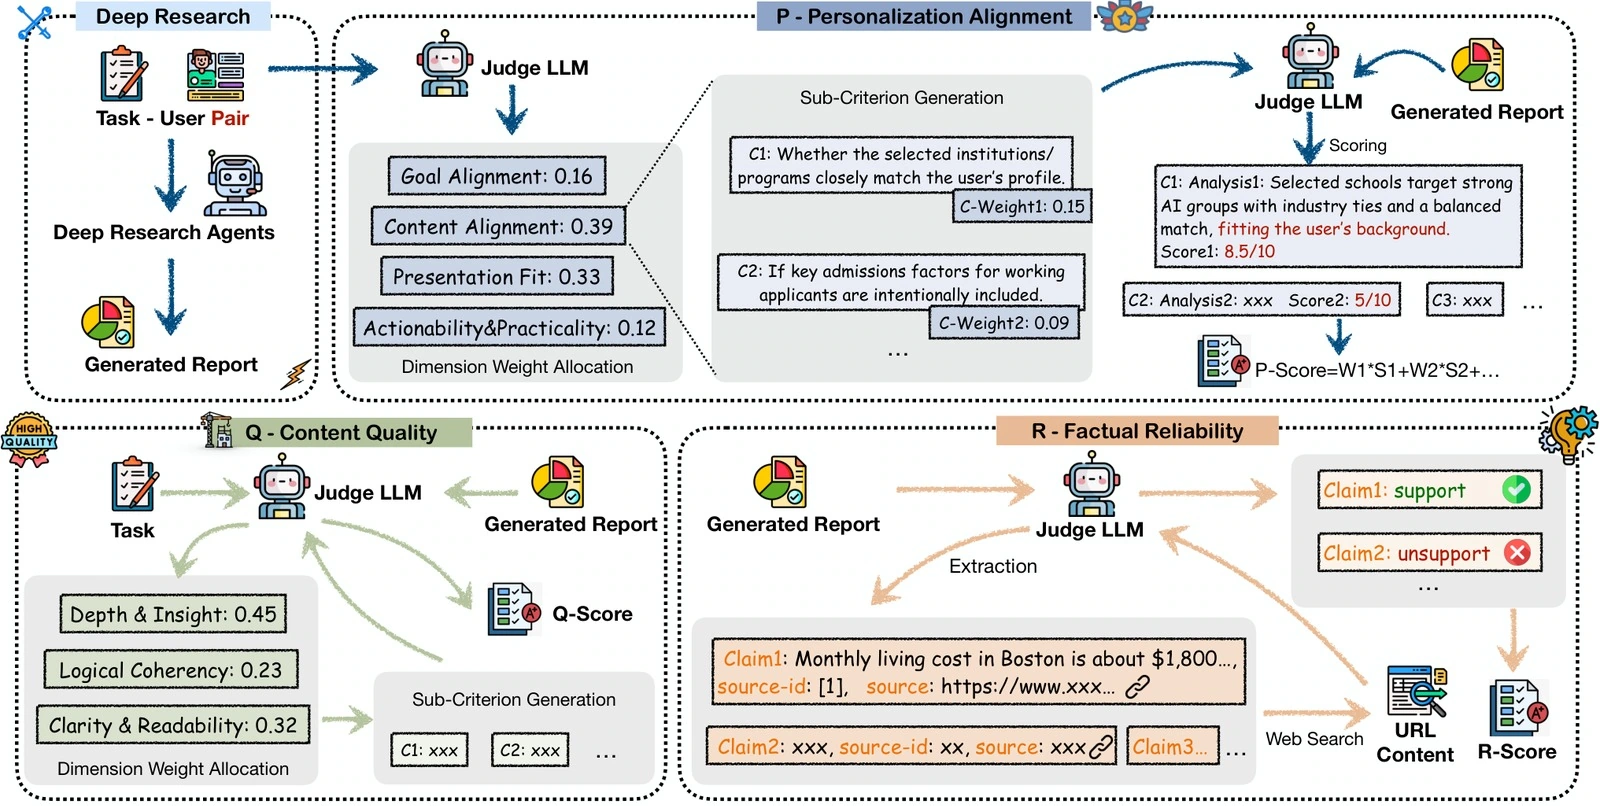 Deep Research
Task - User Pair
Deep Research Agents
Generated Report
P - Personalization Alignment
Judge LLM
Goal Alignment: 0.16
Content Alignment: 0.39
Presentation Fit: 0.33
Actionability&Practicality: 0.12
Dimension Weight Allocation
Sub-Criterion Generation
C1: Whether the selected institutions/
programs closely match the user's profile.
C-Weight1: 0.15
C2: If key admissions factors for working
applicants are intentionally included.
C-Weight2: 0.09
...
Judge LLM
Generated Report
Scoring
C1: Analysis1: Selected schools target strong
AI groups with industry ties and a balanced
match, fitting the user's background.
Score1: 8.5/10
C2: Analysis2: xxx Score2: 5/10
C3: xxx
...
A+
P-Score=W1*S1+W2*S2+...
HIGH
QUALITY
Q - Content Quality
Task
Judge LLM
Generated Report
Depth & Insight: 0.45
Logical Coherency: 0.23
Clarity & Readability: 0.32
Dimension Weight Allocation
A+
Q-Score
Sub-Criterion Generation
C1: xxx
C2: xxx
...
R - Factual Reliability
Generated Report
Judge LLM
Extraction
Claim1: support
Claim2: unsupport
...
Claim1: Monthly living cost in Boston is about $1,800...,
source-id: [1], source: https://www.xxx...
Claim2: xxx, source-id: xx, source: xxx
Claim3...
...
Web Search
URL
Content
A+
R-Score